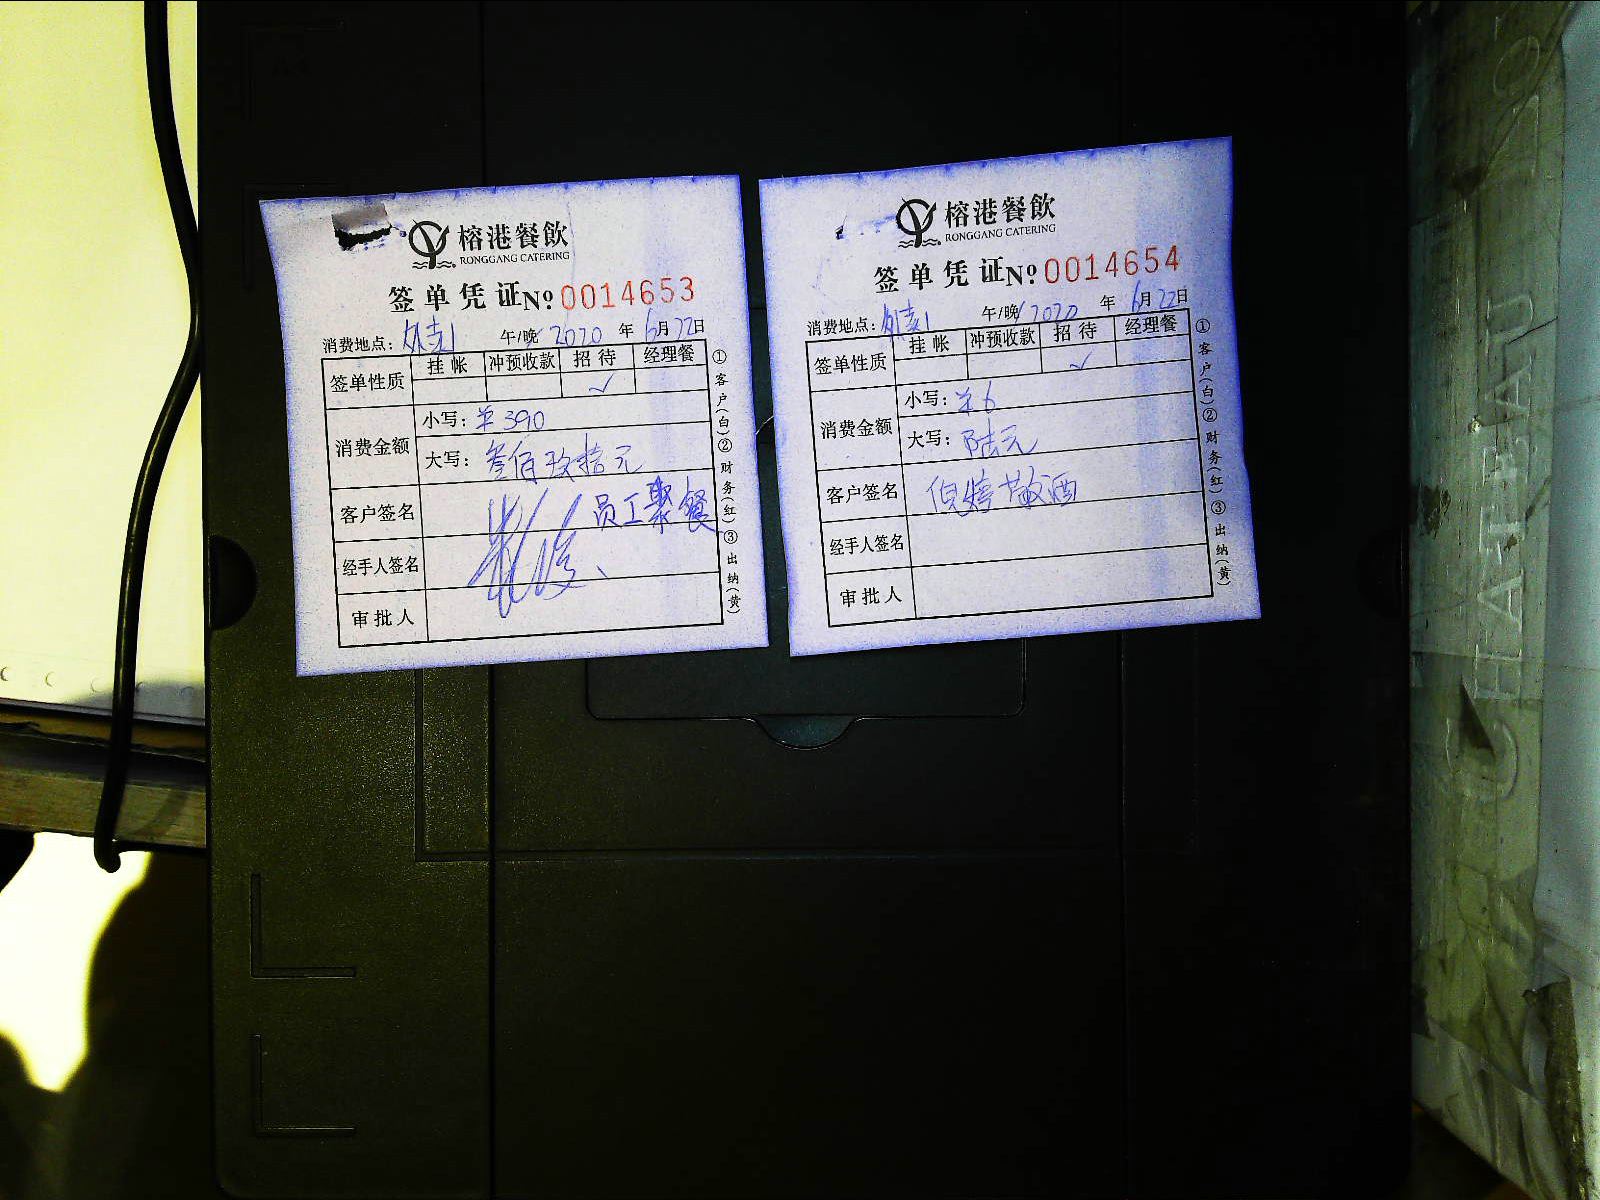 榕港餐飲
RONGGANG CATERING
签单凭证No 0014653
消费地点： 午/晚 2020 年 6月22日
签单性质 挂帐 冲预收款 招待 经理餐
✓
消费金额 小写：￥390
大写：叁佰玖拾元
客户签名 员工聚餐
经手人签名
审批人
①客户(白)②财务(红)③出纳(黄)
榕港餐飲
RONGGANG CATERING
签单凭证No 0014654
消费地点： 午/晚 2020 年 6月22日
签单性质 挂帐 冲预收款 招待 经理餐
✓
消费金额 小写：￥6
大写：陆元
客户签名 敬酒
经手人签名
审批人
①客户(白)②财务(红)③出纳(黄)